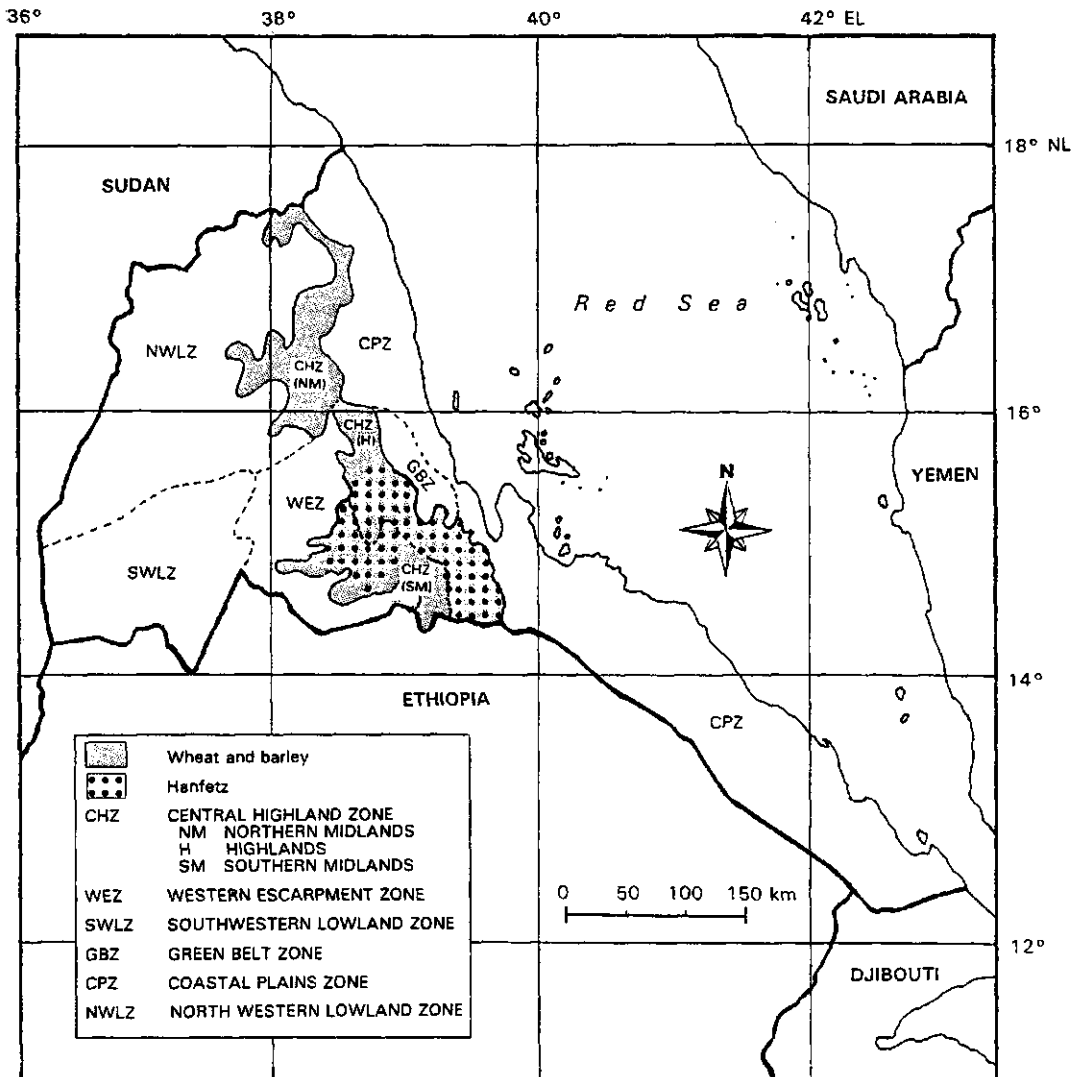 36°
38°
40°
42° EL
SAUDI ARABIA
18° NL
SUDAN
Red Sea
NWLZ
CPZ
CHZ
(NM)
16°
CHZ
(H)
GBZ
YEMEN
N
WEZ
SWLZ
CHZ
(SM)
14°
ETHIOPIA
CPZ
Wheat and barley
Hanfetz
CHZ CENTRAL HIGHLAND ZONE
NM NORTHERN MIDLANDS
H HIGHLANDS
SM SOUTHERN MIDLANDS
WEZ WESTERN ESCARPMENT ZONE
SWLZ SOUTHWESTERN LOWLAND ZONE
GBZ GREEN BELT ZONE
CPZ COASTAL PLAINS ZONE
NWLZ NORTH WESTERN LOWLAND ZONE
0 50 100 150 km
12°
DJIBOUTI